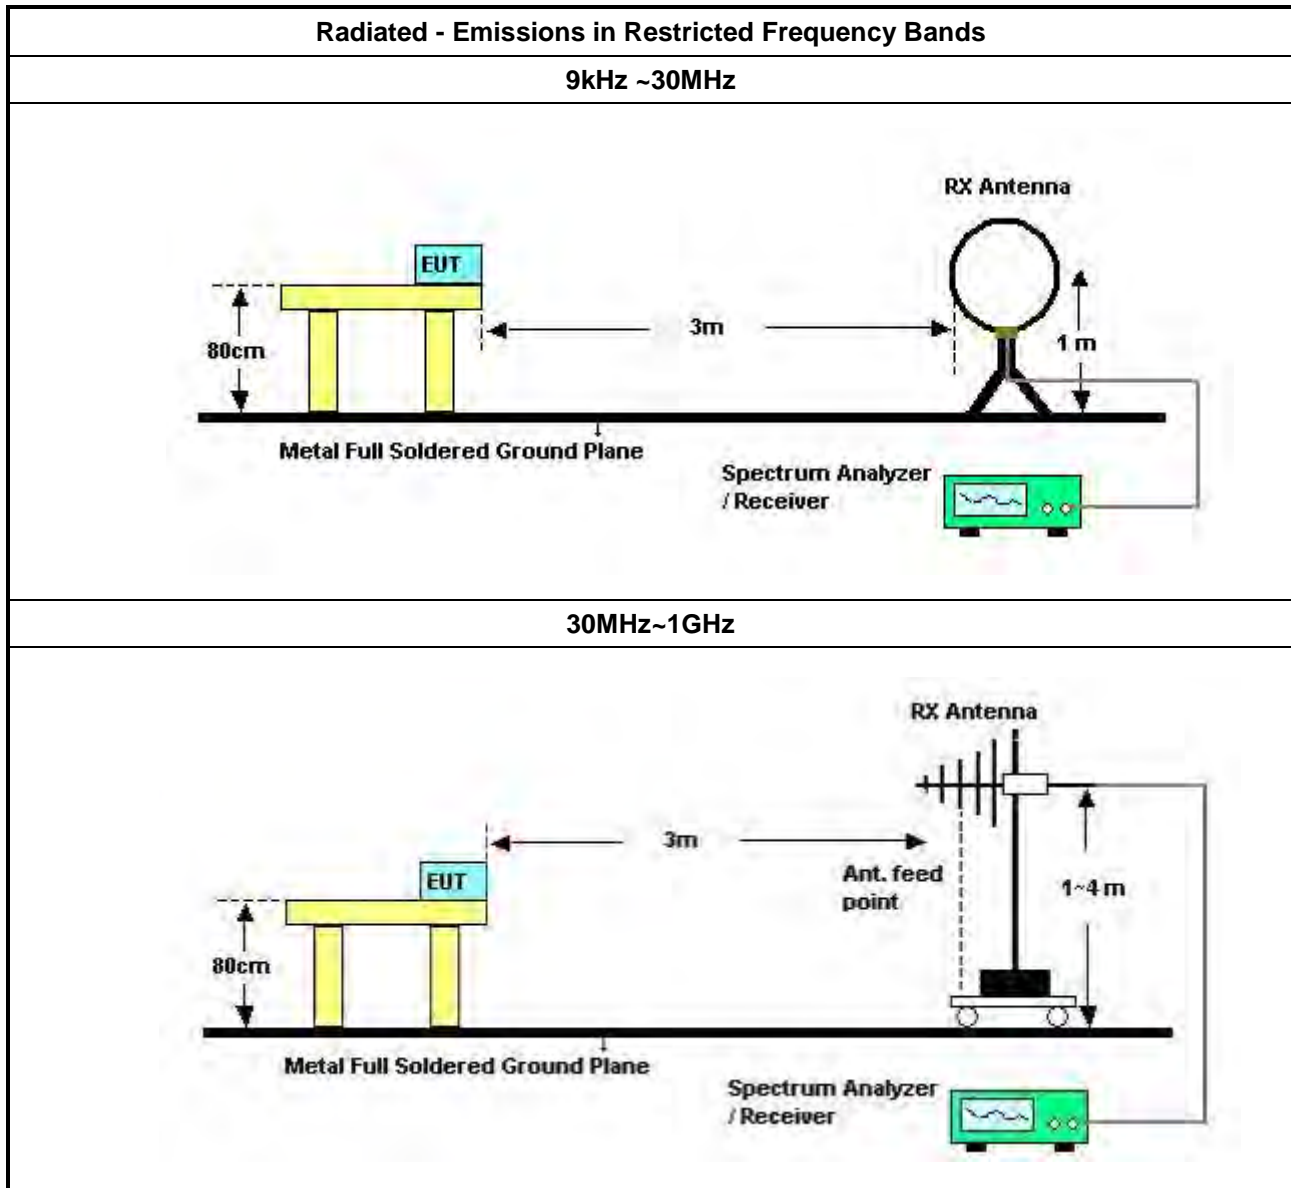 Radiated - Emissions in Restricted Frequency Bands
9kHz ~30MHz
RX Antenna
EUT
3m
80cm
1 m
Metal Full Soldered Ground Plane
Spectrum Analyzer
/ Receiver
30MHz~1GHz
RX Antenna
3m
EUT
Ant. feed
point
1~4 m
80cm
Metal Full Soldered Ground Plane
Spectrum Analyzer
/ Receiver